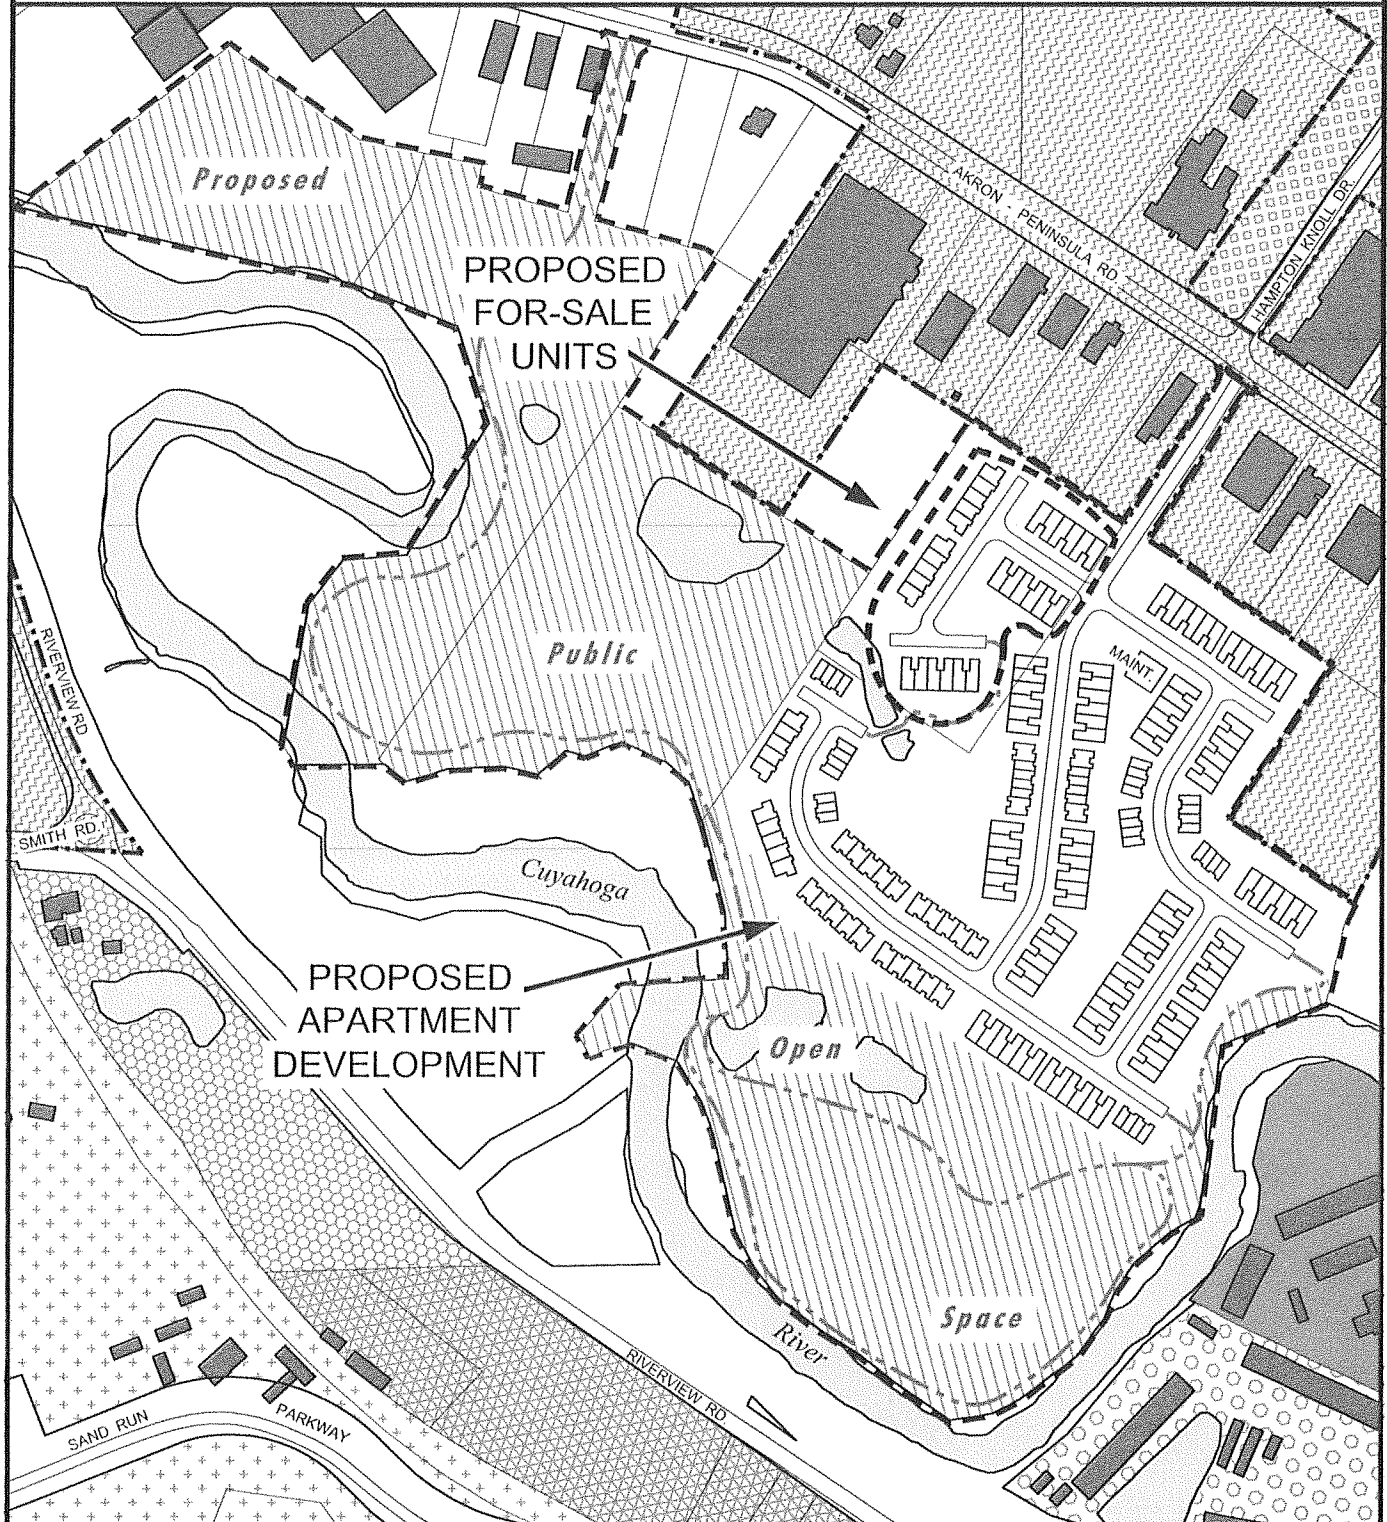 Proposed
AKRON - PENINSULA RD.
HAMPTON KNOLL DR.
PROPOSED
FOR-SALE
UNITS
Public
MAINT.
RIVERVIEW RD.
SMITH RD.
Cuyahoga
PROPOSED
APARTMENT
DEVELOPMENT
Open
Space
River
RIVERVIEW RD.
SAND RUN
PARKWAY